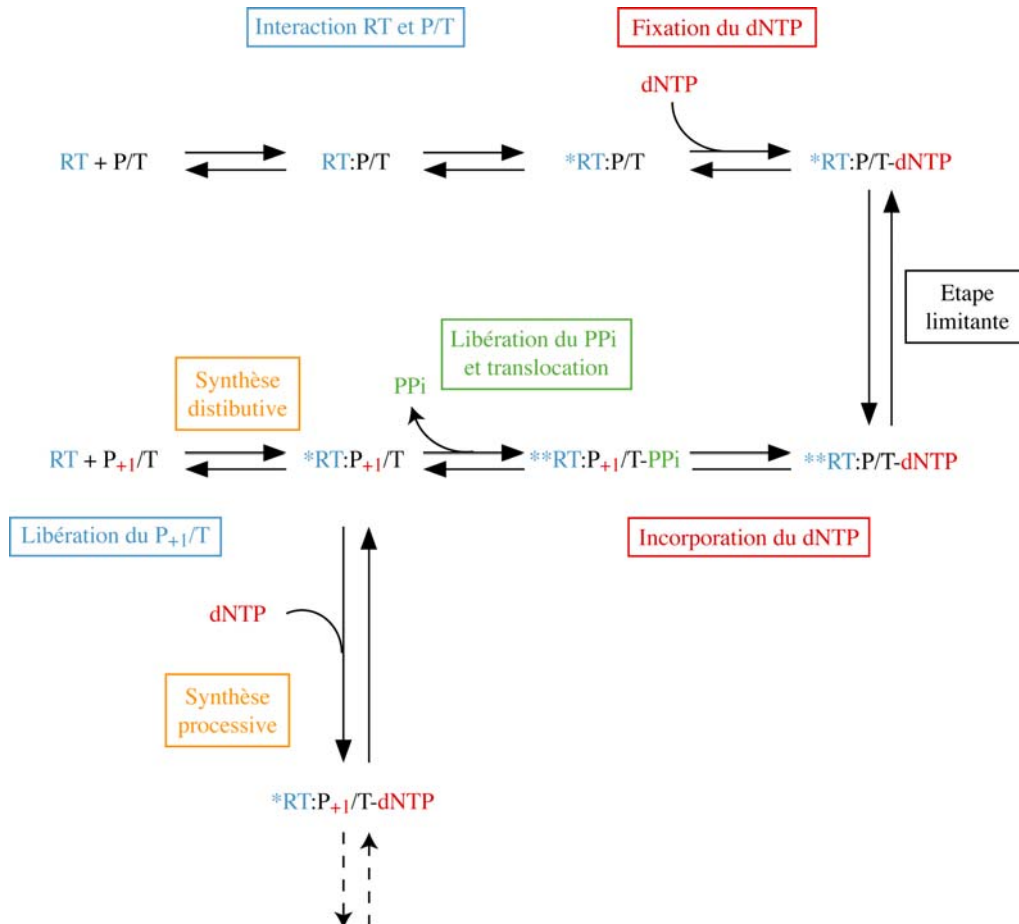 Interaction RT et P/T
Fixation du dNTP
dNTP
RT + P/T
RT:P/T
*RT:P/T
*RT:P/T-dNTP
Etape
limitante
Libération du PPi
et translocation
Synthèse
distibutive
PPi
RT + P+1/T
*RT:P+1/T
**RT:P+1/T-PPi
**RT:P/T-dNTP
Libération du P+1/T
Incorporation du dNTP
dNTP
Synthèse
processive
*RT:P+1/T-dNTP